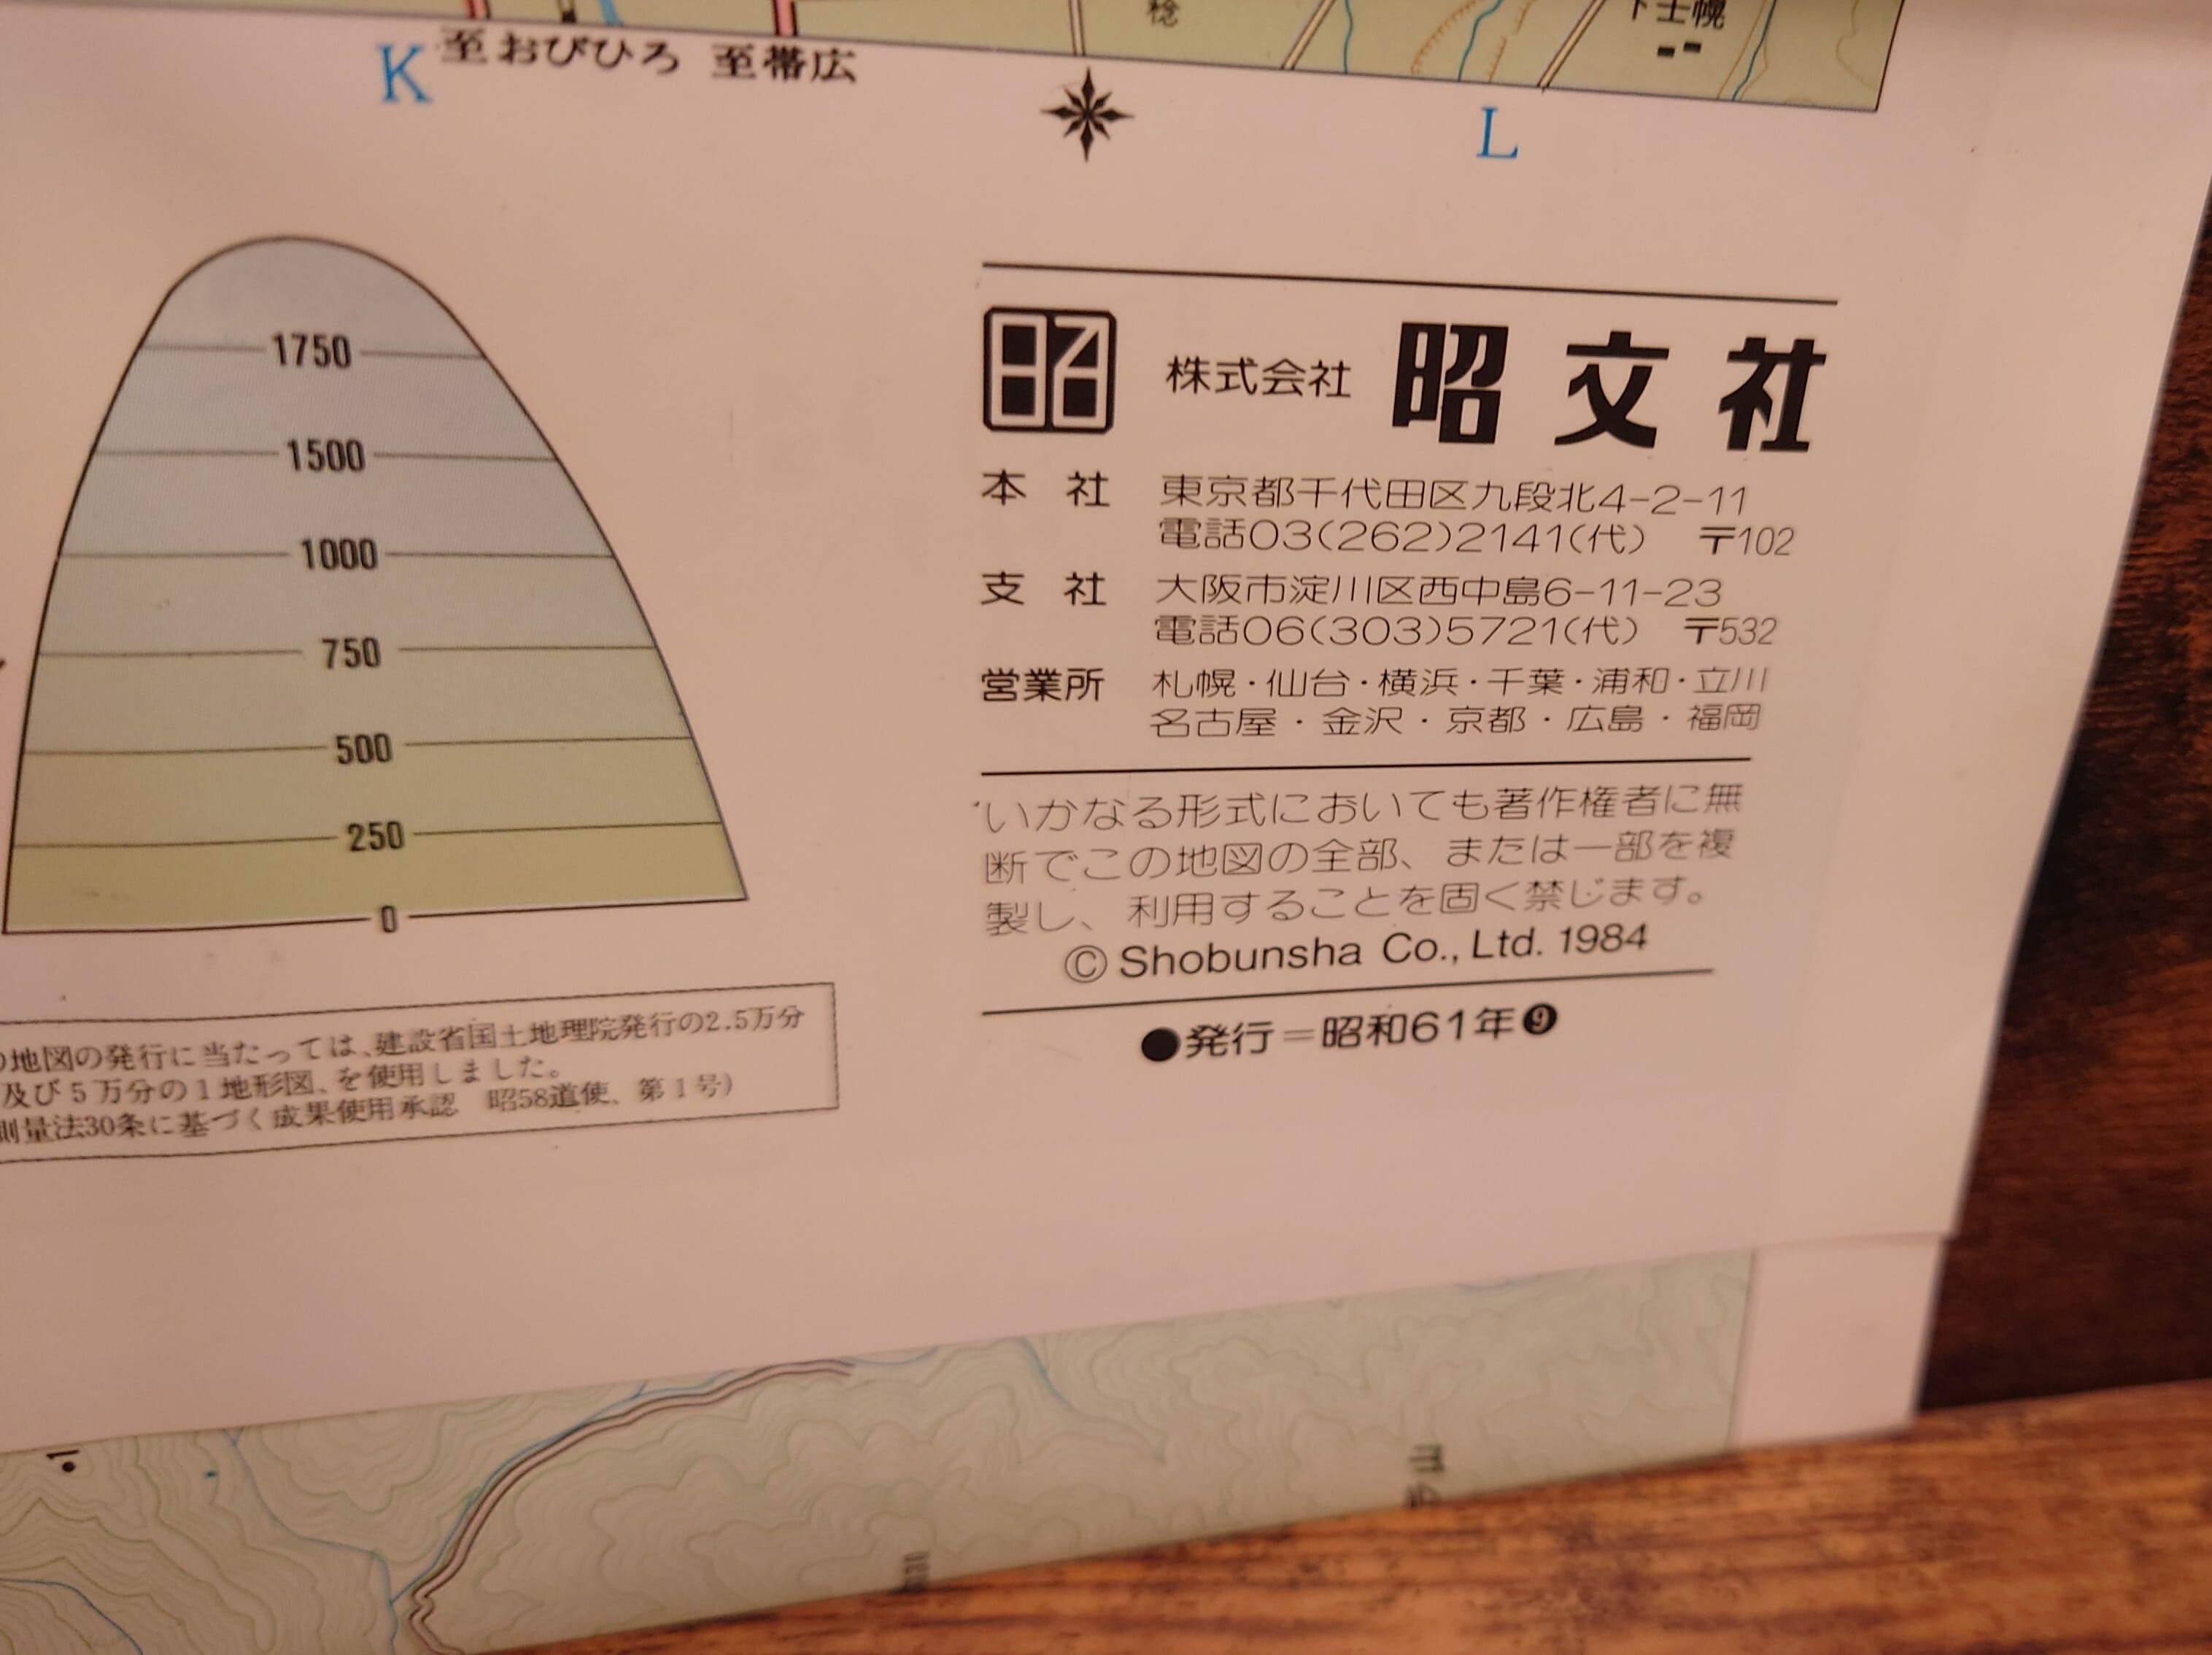 稔
下士幌
K 至おびひろ 至帯広
L
1750
1500
1000
750
500
250
0
株式会社 昭文社
本社 東京都千代田区九段北4-2-11
電話03(262)2141(代) 〒102
支社 大阪市淀川区西中島6-11-23
電話06(303)5721(代) 〒532
営業所 札幌・仙台・横浜・千葉・浦和・立川
名古屋・金沢・京都・広島・福岡
いかなる形式においても著作権者に無
断でこの地図の全部、または一部を複
製し、利用することを固く禁じます。
© Shobunsha Co., Ltd. 1984
●発行=昭和61年❾
地図の発行に当たっては、建設省国土地理院発行の2.5万分
及び5万分の1地形図、を使用しました。
量法30条に基づく成果使用承認 昭58道使、第1号)